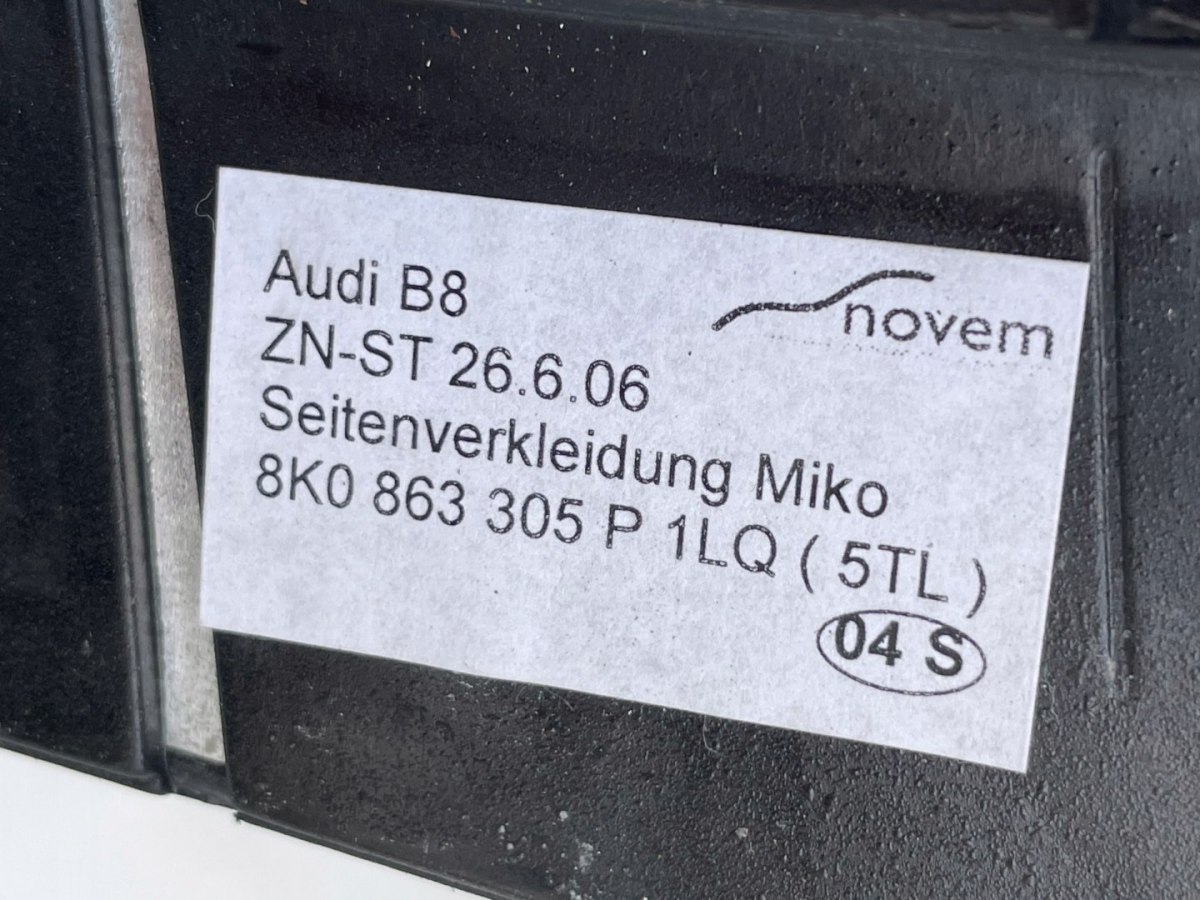 Audi B8
novem
ZN-ST 26.6.06
Seitenverkleidung Miko
8K0 863 305 P 1LQ ( 5TL )
04 S